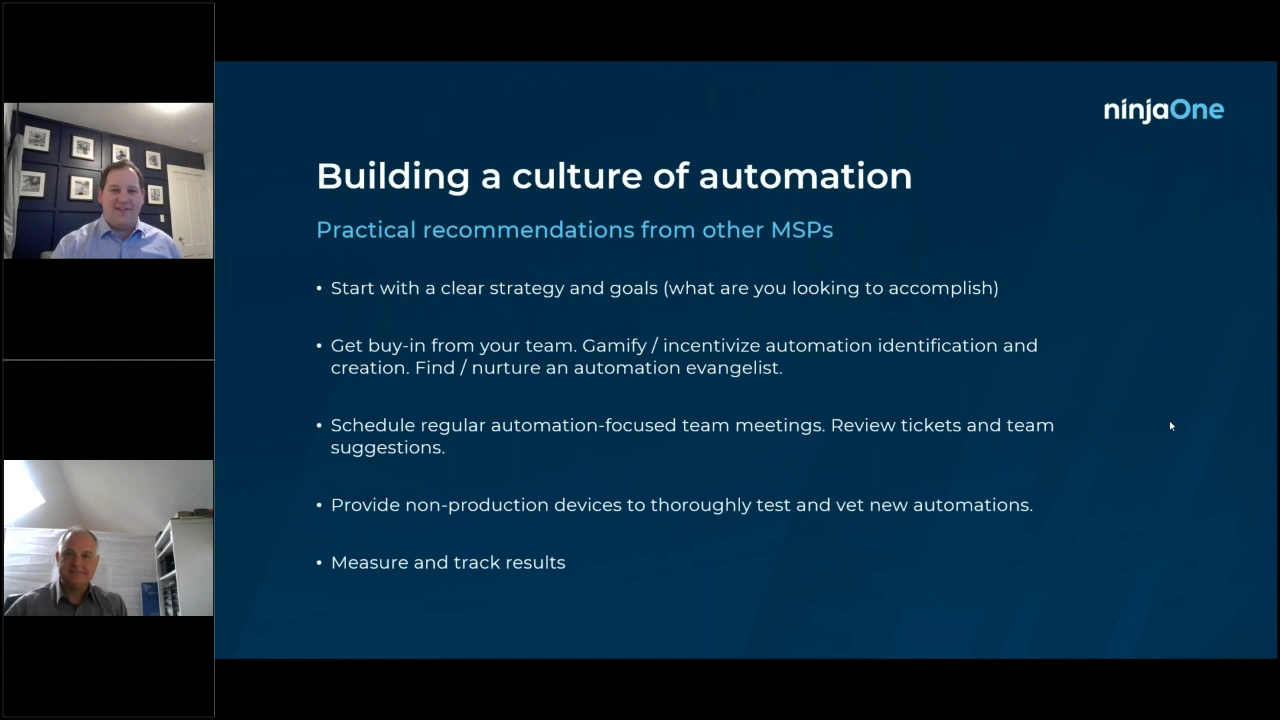 ninjaOne
Building a culture of automation
Practical recommendations from other MSPs
• Start with a clear strategy and goals (what are you looking to accomplish)
• Get buy-in from your team. Gamify / incentivize automation identification and
creation. Find / nurture an automation evangelist.
• Schedule regular automation-focused team meetings. Review tickets and team
suggestions.
• Provide non-production devices to thoroughly test and vet new automations.
• Measure and track results